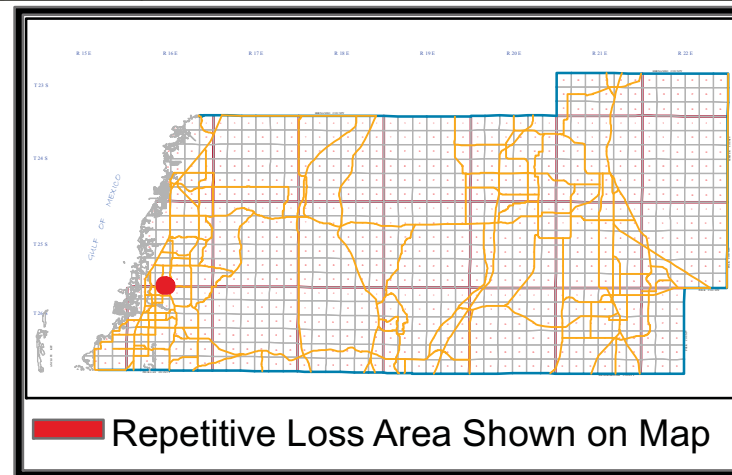 R 15 E R 16 E R 17 E R 18 E R 19 E R 20 E R 21 E R 22 E
T 23 S
T 24 S
GULF OF MEXICO
T 25 S
T 26 S
Repetitive Loss Area Shown on Map